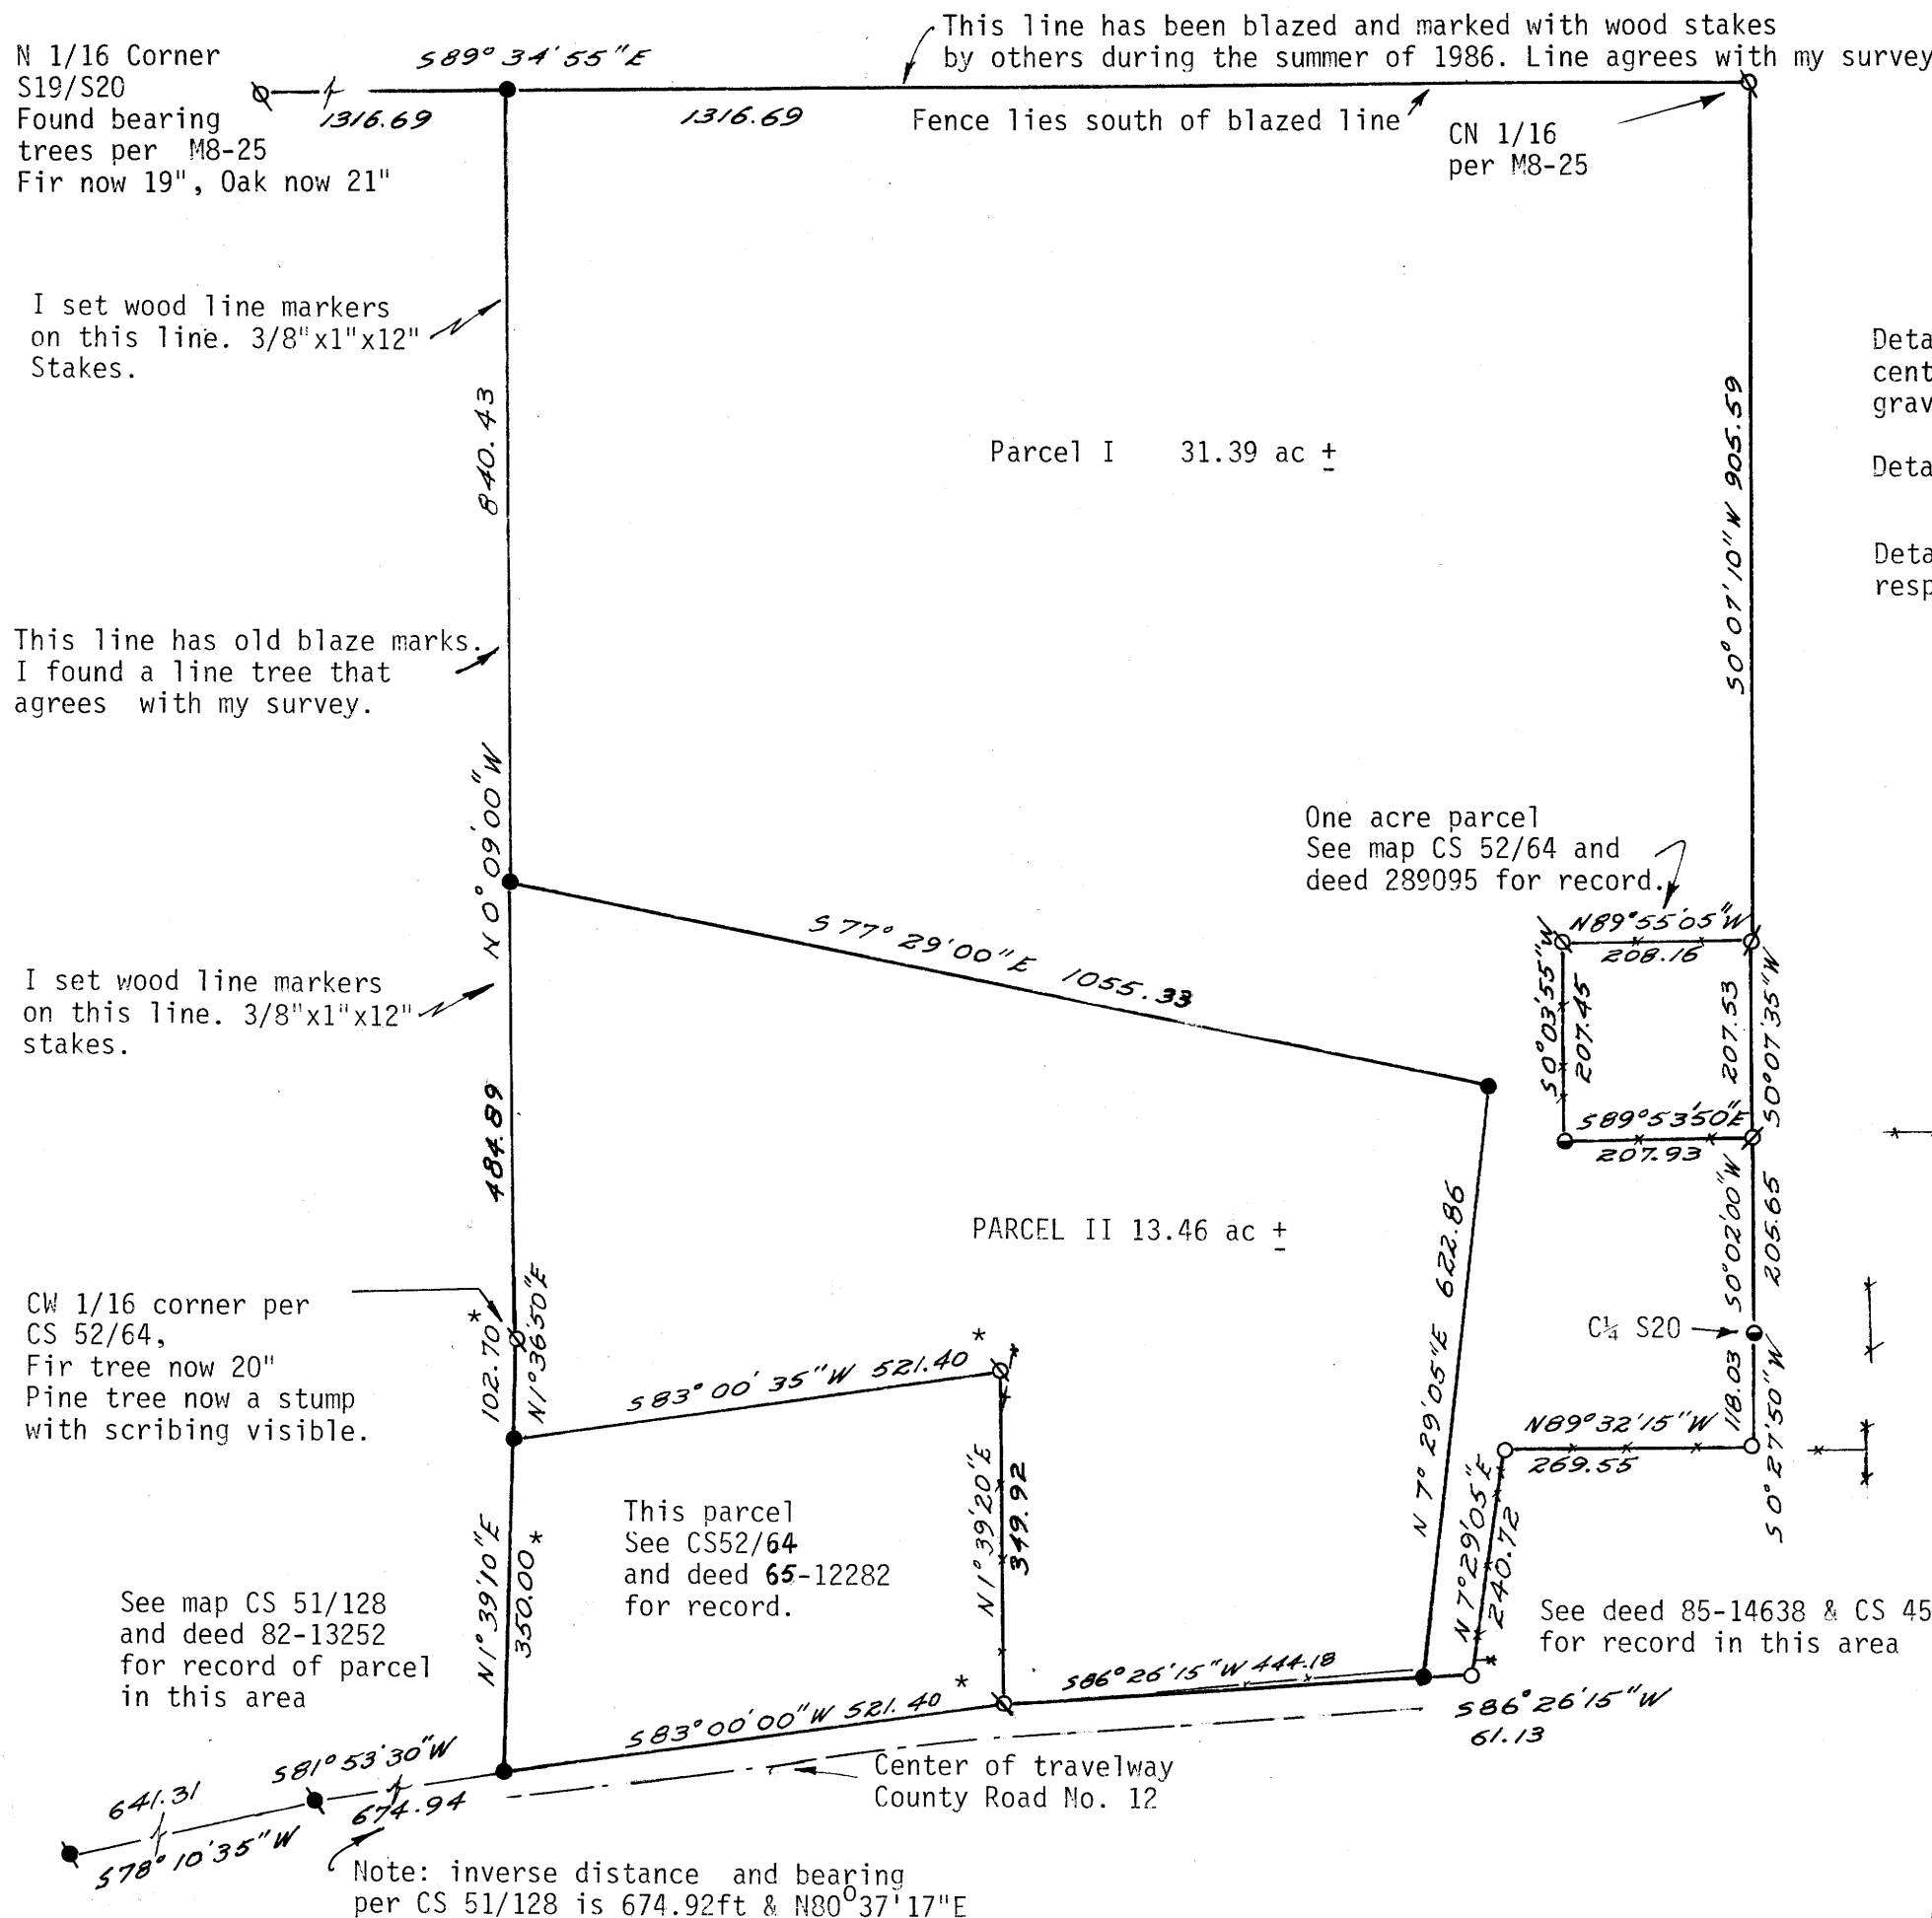 This line has been blazed and marked with wood stakes
by others during the summer of 1986. Line agrees with my survey
N 1/16 Corner
S19/S20
Found bearing
trees per M8-25
Fir now 19", Oak now 21"
S89° 34' 55" E
1316.69
1316.69
Fence lies south of blazed line
CN 1/16
per M8-25
I set wood line markers
on this line. 3/8"x1"x12"
Stakes.
840.43
Parcel I 31.39 ac ±
S0° 07' 10" W 905.59
Deta
cent
grav
Deta
Deta
resp
This line has old blaze marks.
I found a line tree that
agrees with my survey.
N 0° 09' 00" W
One acre parcel
See map CS 52/64 and
deed 289095 for record.
S 77° 29' 00" E 1055.33
N89° 55' 05" W
208.16
S0° 03' 55" W
207.45
207.53
S0° 07' 35" W
S89° 53' 50" E
207.93
I set wood line markers
on this line. 3/8"x1"x12"
stakes.
484.89
PARCEL II 13.46 ac ±
N 7° 29' 05" E 622.86
S0° 02' 00" W
205.65
C¼ S20
118.03
S 0° 27' 50" W
N89° 32' 15" W
269.55
CW 1/16 corner per
CS 52/64,
Fir tree now 20"
Pine tree now a stump
with scribing visible.
102.70 *
N1° 36' 50" E
S 83° 00' 35" W 521.40 *
N1° 39' 20" E
349.92
N 7° 29' 05" E
240.72
This parcel
See CS52/64
and deed 65-12282
for record.
N1° 39' 10" E
350.00 *
See map CS 51/128
and deed 82-13252
for record of parcel
in this area
See deed 85-14638 & CS 45
for record in this area
S86° 26' 15" W 444.18
S86° 26' 15" W
61.13
S83° 00' 00" W 521.40 *
Center of travelway
County Road No. 12
S81° 53' 30" W
674.94
641.31
S78° 10' 35" W
Note: inverse distance and bearing
per CS 51/128 is 674.92ft & N80°37'17"E